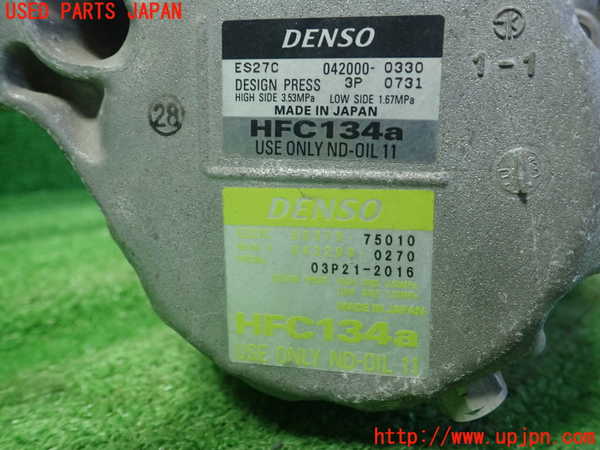 USED PARTS JAPAN
DENSO
ES27C 042000-0330
DESIGN PRESS 3P 0731
HIGH SIDE 3.53MPa LOW SIDE 1.67MPa
MADE IN JAPAN
HFC134a
USE ONLY ND-OIL 11
1-1
28
DENSO
75010
0270
03P21-2016
MADE IN JAPAN
HFC134a
USE ONLY ND-OIL 11
http://www.upjpn.com/